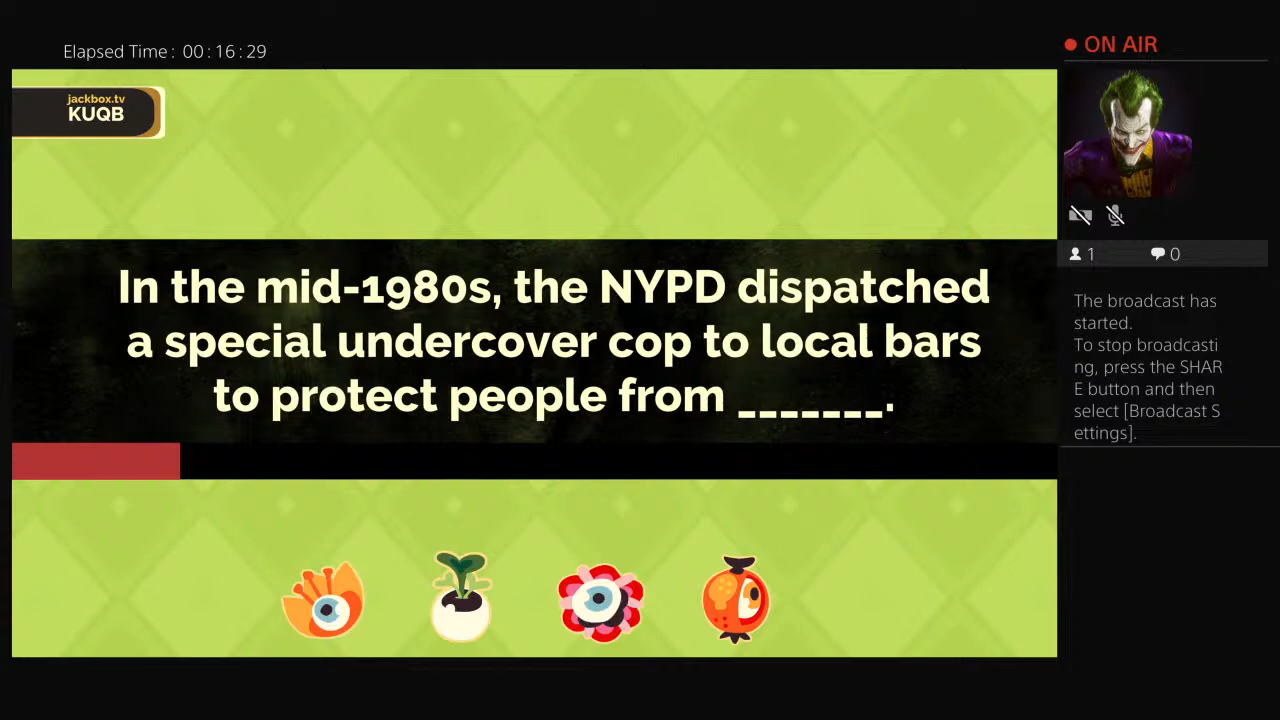 Elapsed Time: 00:16:29
ON AIR
jackbox.tv
KUQB
In the mid-1980s, the NYPD dispatched
a special undercover cop to local bars
to protect people from _______.
1
0
The broadcast has
started.
To stop broadcasti
ng, press the SHAR
E button and then
select [Broadcast S
ettings].